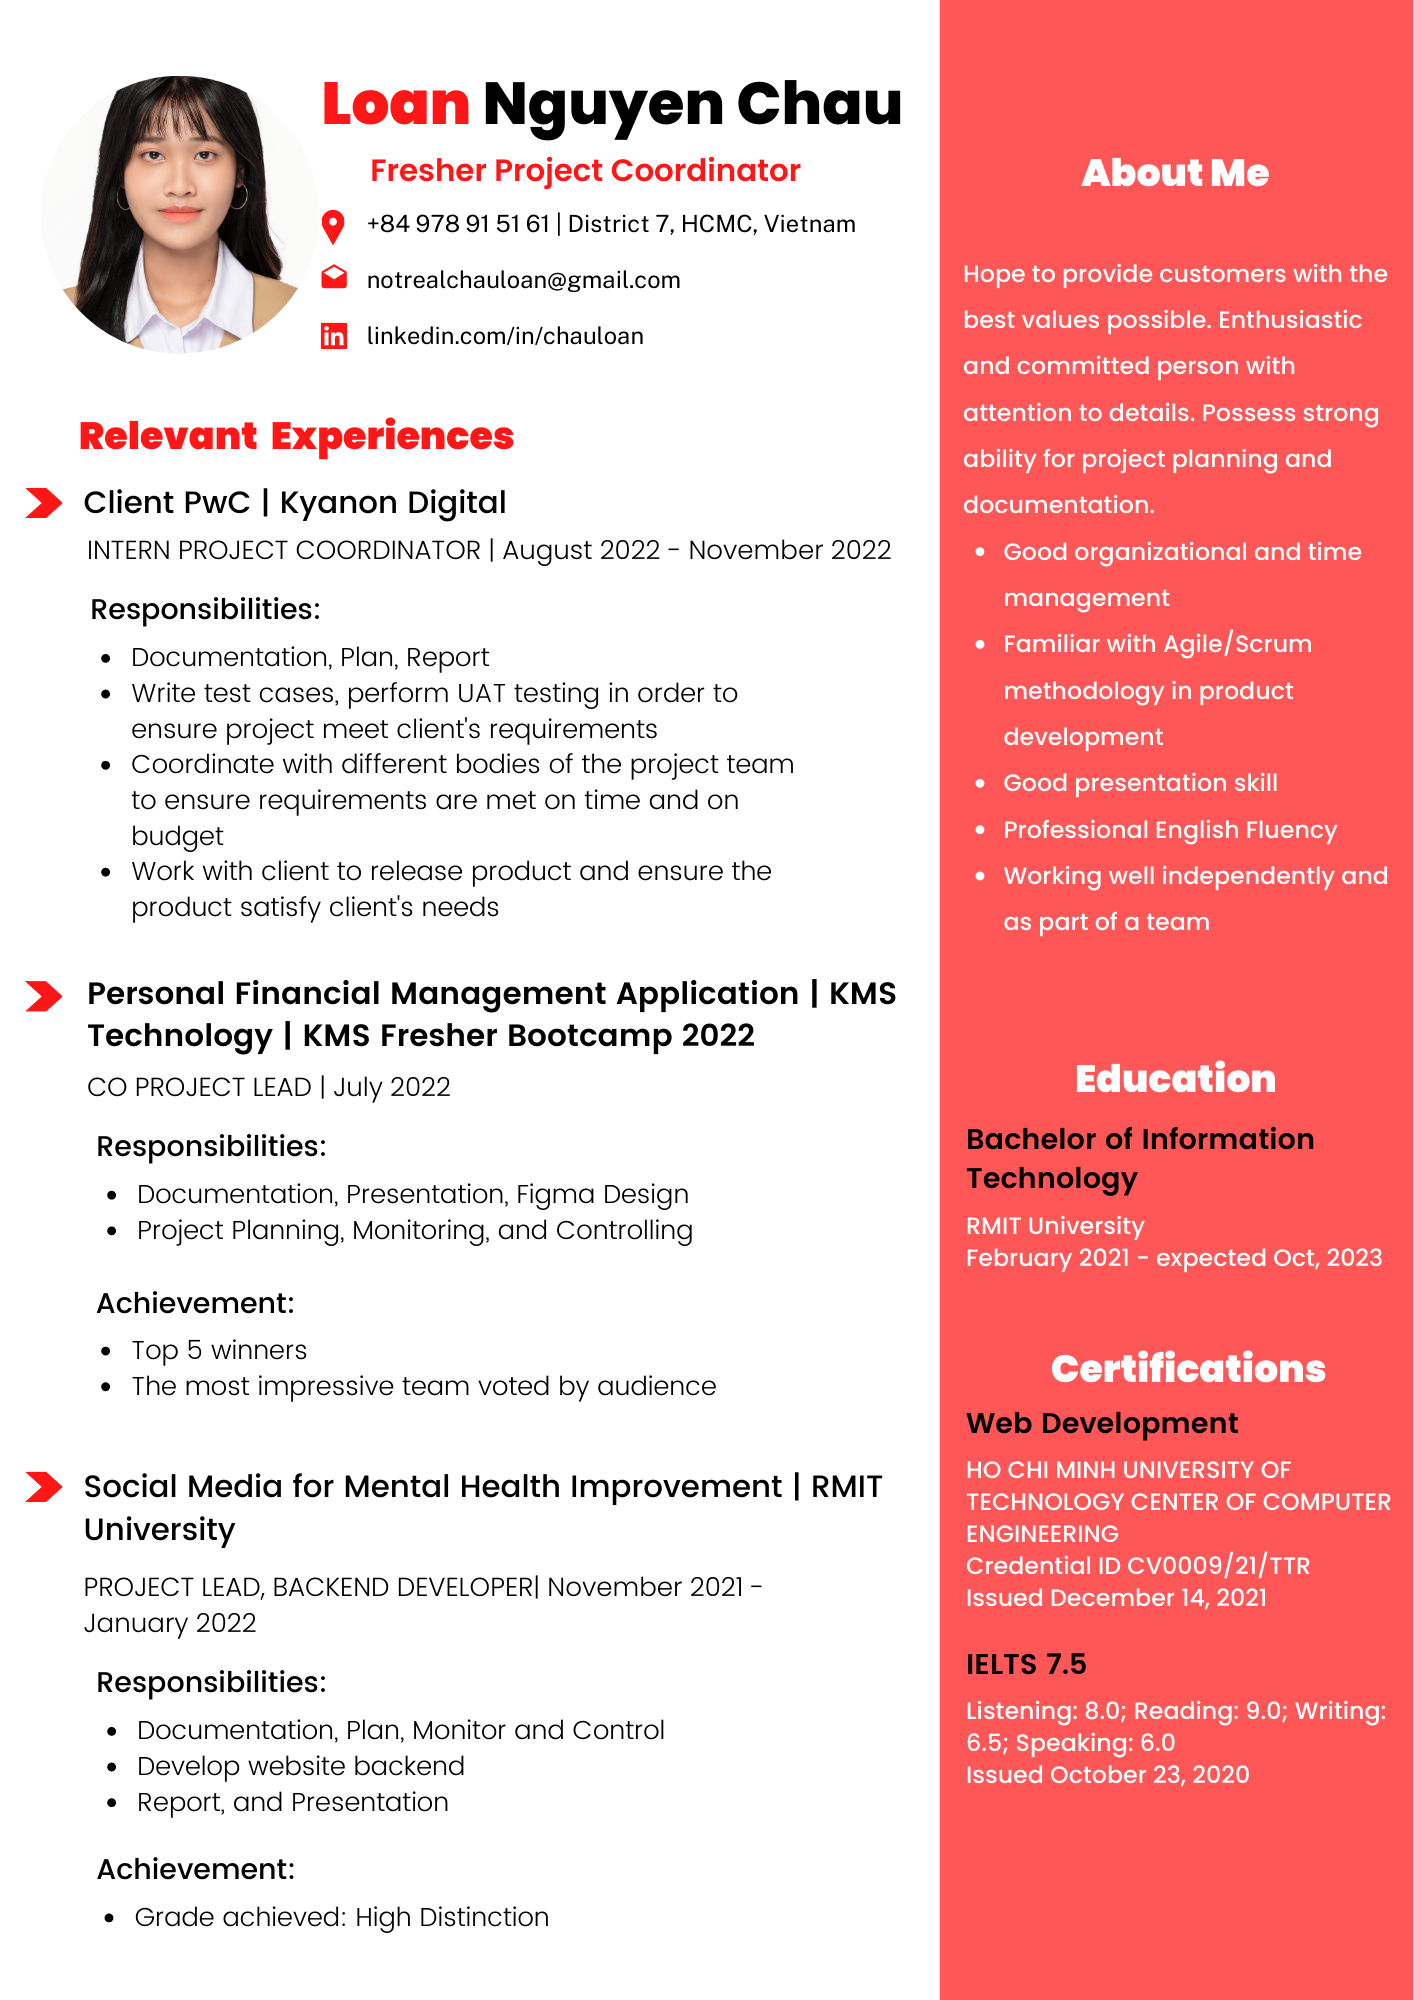 Loan Nguyen Chau
Fresher Project Coordinator
+84 978 91 51 61 | District 7, HCMC, Vietnam
notrealchauloan@gmail.com
in
linkedin.com/in/chauloan
Relevant Experiences
Client PwC | Kyanon Digital
INTERN PROJECT COORDINATOR | August 2022 - November 2022
Responsibilities:
• Documentation, Plan, Report
• Write test cases, perform UAT testing in order to
ensure project meet client's requirements
• Coordinate with different bodies of the project team
to ensure requirements are met on time and on
budget
• Work with client to release product and ensure the
product satisfy client's needs
Personal Financial Management Application | KMS
Technology | KMS Fresher Bootcamp 2022
CO PROJECT LEAD | July 2022
Responsibilities:
• Documentation, Presentation, Figma Design
• Project Planning, Monitoring, and Controlling
Achievement:
• Top 5 winners
• The most impressive team voted by audience
Social Media for Mental Health Improvement | RMIT
University
PROJECT LEAD, BACKEND DEVELOPER| November 2021 -
January 2022
Responsibilities:
• Documentation, Plan, Monitor and Control
• Develop website backend
• Report, and Presentation
Achievement:
• Grade achieved: High Distinction
About Me
Hope to provide customers with the
best values possible. Enthusiastic
and committed person with
attention to details. Possess strong
ability for project planning and
documentation.
• Good organizational and time
management
• Familiar with Agile/Scrum
methodology in product
development
• Good presentation skill
• Professional English Fluency
• Working well independently and
as part of a team
Education
Bachelor of Information
Technology
RMIT University
February 2021 - expected Oct, 2023
Certifications
Web Development
HO CHI MINH UNIVERSITY OF
TECHNOLOGY CENTER OF COMPUTER
ENGINEERING
Credential ID CV0009/21/TTR
Issued December 14, 2021
IELTS 7.5
Listening: 8.0; Reading: 9.0; Writing:
6.5; Speaking: 6.0
Issued October 23, 2020